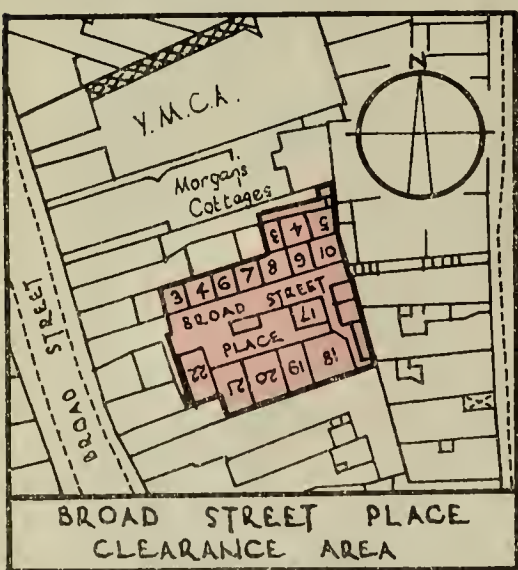 Y.M.C.A.
N
Morgans
Cottages
3 4 5
3 4 6 7 8 9 10
BROAD STREET
PLACE
17
22 21 20 19 18
BROAD STREET
BROAD STREET PLACE
CLEARANCE AREA